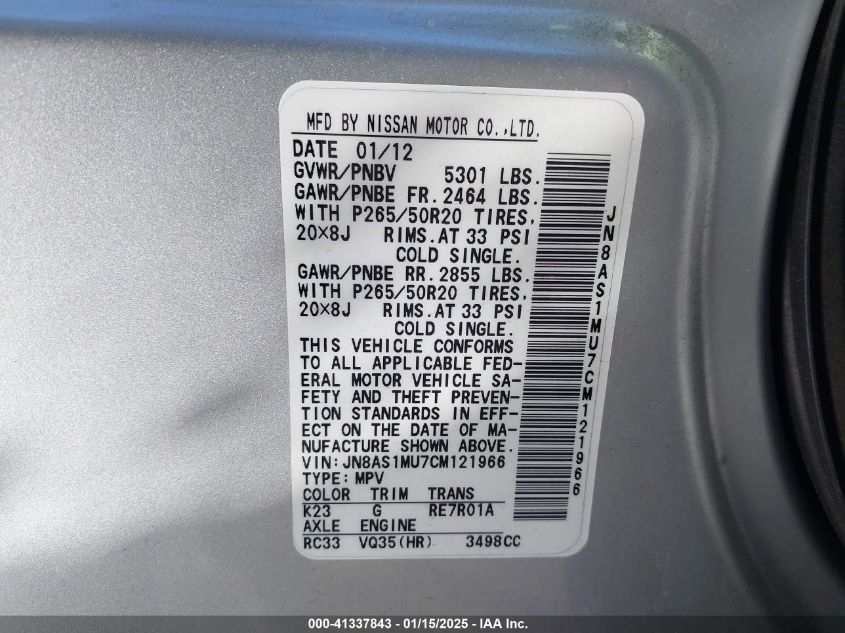 MFD BY NISSAN MOTOR CO.,LTD.
DATE 01/12
GVWR/PNBV 5301 LBS.
GAWR/PNBE FR. 2464 LBS.
WITH P265/50R20 TIRES,
20×8J RIMS.AT 33 PSI
COLD SINGLE.
GAWR/PNBE RR. 2855 LBS.
WITH P265/50R20 TIRES,
20×8J RIMS.AT 33 PSI
COLD SINGLE.
THIS VEHICLE CONFORMS
TO ALL APPLICABLE FED-
ERAL MOTOR VEHICLE SA-
FETY AND THEFT PREVEN-
TION STANDARDS IN EFF-
ECT ON THE DATE OF MA-
NUFACTURE SHOWN ABOVE.
VIN:JN8AS1MU7CM121966
TYPE:MPV
COLOR TRIM TRANS
K23 G RE7R01A
AXLE ENGINE
RC33 VQ35(HR) 3498CC
JN8AS1MU7CM121966
000-41337843 / 01/15/2025 - IAA Inc.